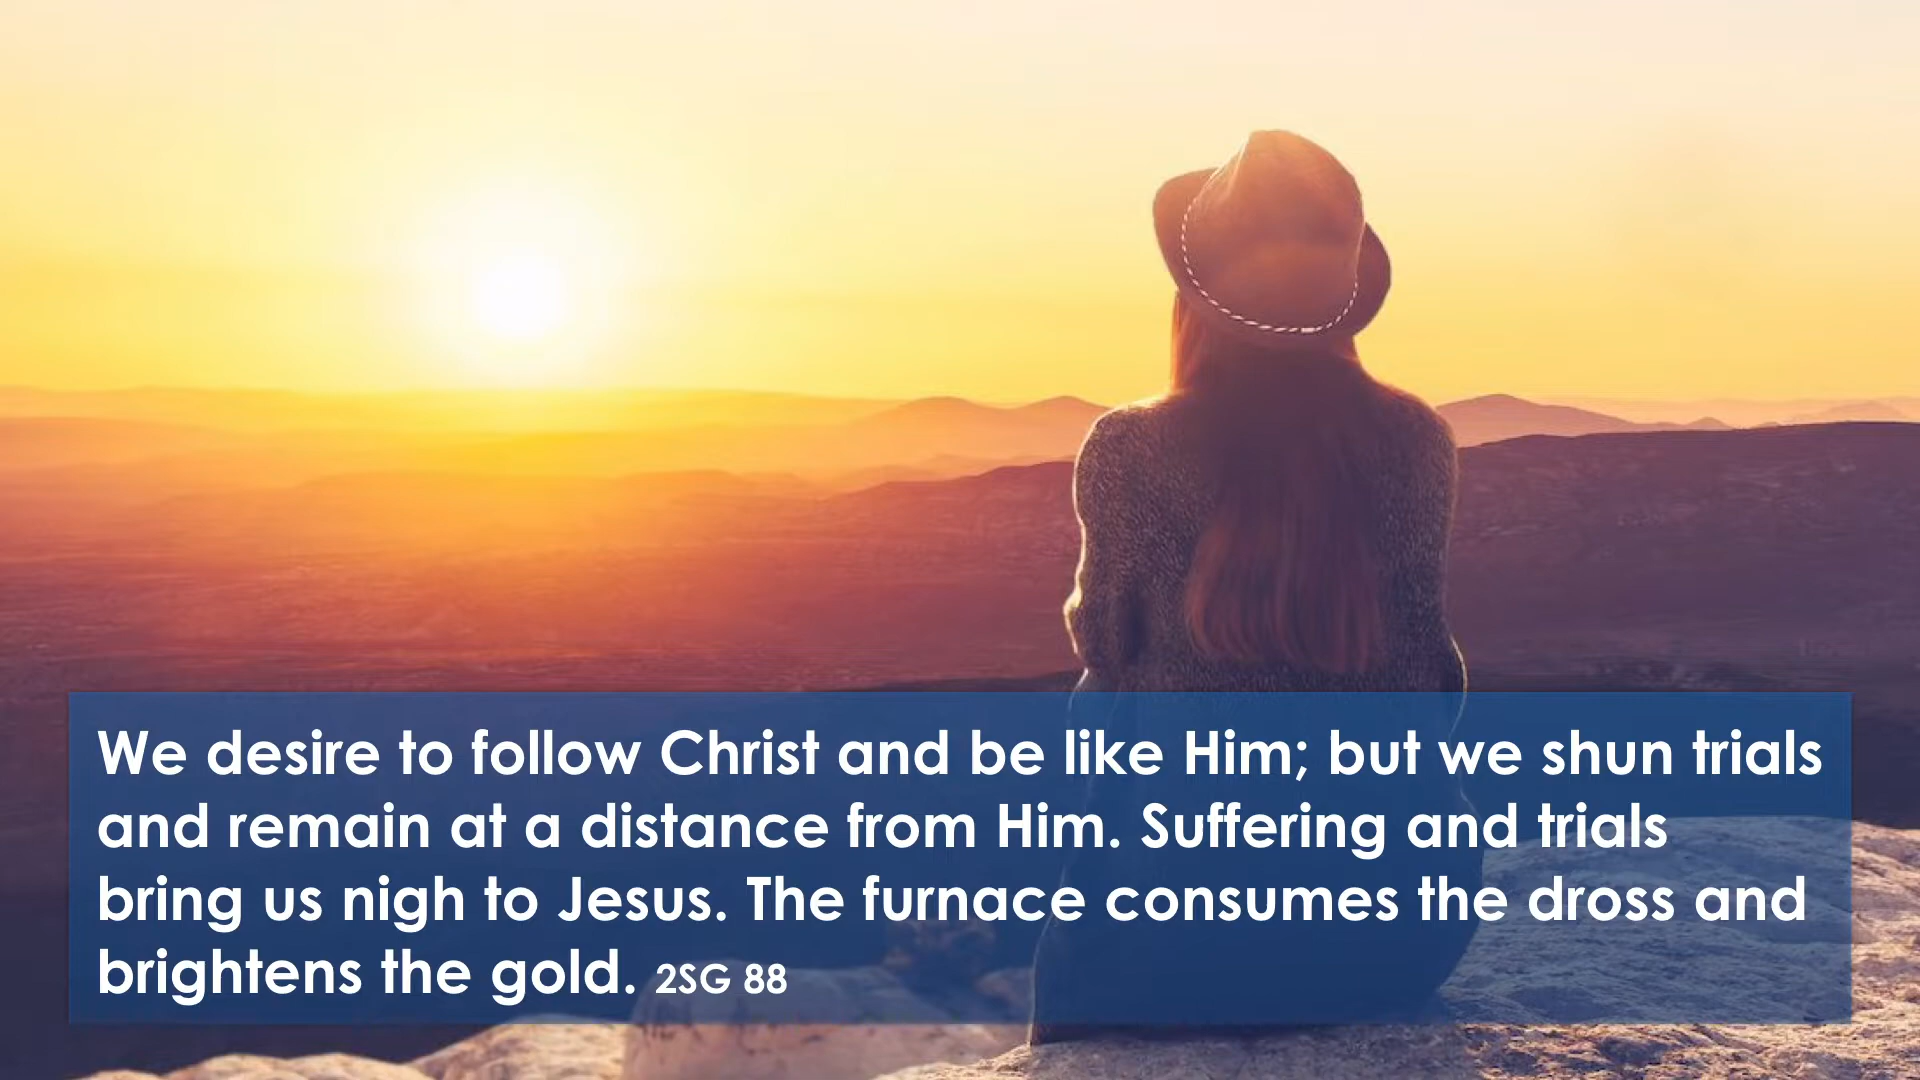 We desire to follow Christ and be like Him; but we shun trials
and remain at a distance from Him. Suffering and trials
bring us nigh to Jesus. The furnace consumes the dross and
brightens the gold. 2SG 88